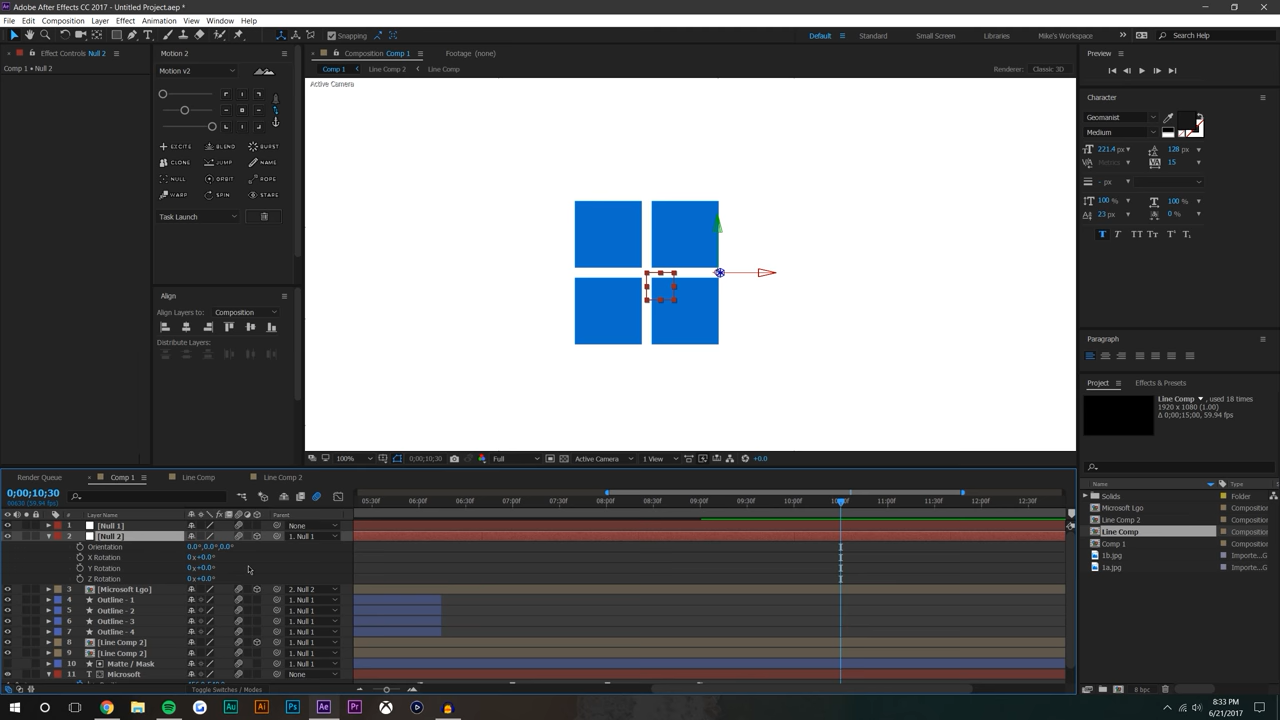 Adobe After Effects CC 2017 - Untitled Project.aep *
File Edit Composition Layer Effect Animation View Window Help
Snapping
Default Standard Small Screen Libraries Mike's Workspace Search Help
Effect Controls Null 2
Comp 1 • Null 2
Motion 2
Motion v2
EXCITE BLEND BURST
CLONE JUMP NAME
NULL ORBIT ROPE
WARP SPIN STARE
Task Launch
Align
Align Layers to: Composition
Distribute Layers:
Composition Comp 1 Footage (none)
Comp 1 Line Comp 2 Line Comp
Renderer: Classic 3D
Active Camera
100% 0;00;10;30 Full Active Camera 1 View +0.0
Preview
Character
Geomanist
Medium
221.4 px 128 px
Metrics 15
- px
100 % 100 %
23 px 0 %
Paragraph
Project Effects & Presets
Line Comp , used 18 times
1920 x 1080 (1.00)
Δ 0;00;15;00, 59.94 fps
Name Type
Solids Folder
Microsoft Lgo Composition
Line Comp 2 Composition
Line Comp Composition
Comp 1 Composition
1b.jpg Importe...
1a.jpg Importe...
8 bpc
Render Queue Comp 1 Line Comp Line Comp 2
0;00;10;30
05:30f 06:00f 06:30f 07:00f 07:30f 08:00f 08:30f 09:00f 09:30f 10:00f 11:00f 11:30f 12:00f 12:30f
# Layer Name Parent
1 [Null 1] None
2 [Null 2] 1. Null 1
Orientation 0.0°,0.0°,0.0°
X Rotation 0x+0.0°
Y Rotation 0x+0.0°
Z Rotation 0x+0.0°
3 [Microsoft Lgo] 2. Null 2
4 Outline - 1 1. Null 1
5 Outline - 2 1. Null 1
6 Outline - 3 1. Null 1
7 Outline - 4 1. Null 1
8 [Line Comp 2] 1. Null 1
9 [Line Comp 2] 1. Null 1
10 Matte / Mask 1. Null 1
11 T Microsoft None
Toggle Switches / Modes
8:33 PM
6/21/2017